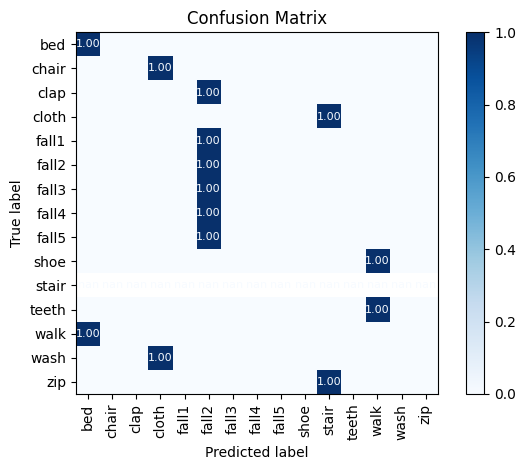 Confusion Matrix
True label
bed 1.00
chair 1.00
clap 1.00
cloth 1.00
fall1 1.00
fall2 1.00
fall3 1.00
fall4 1.00
fall5 1.00
shoe 1.00
stair
teeth 1.00
walk 1.00
wash 1.00
zip 1.00
bed chair clap cloth fall1 fall2 fall3 fall4 fall5 shoe stair teeth walk wash zip
Predicted label
1.0
0.8
0.6
0.4
0.2
0.0